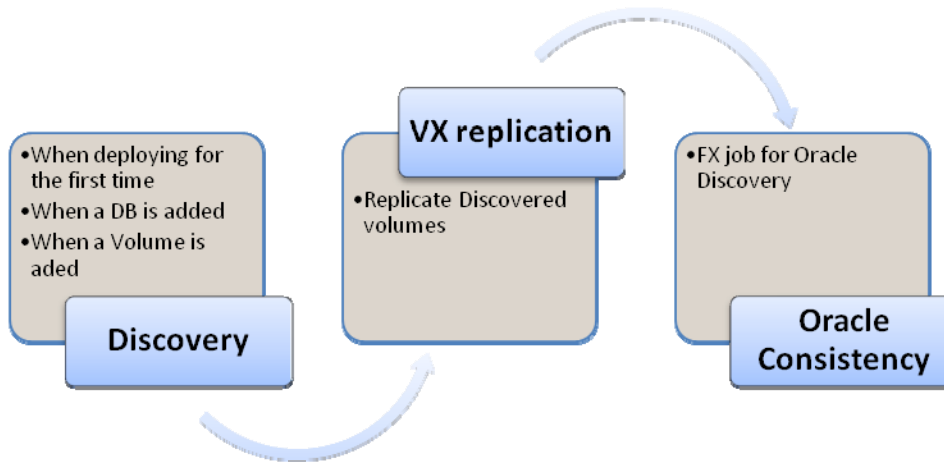 •When deploying for
the first time
•When a DB is added
•When a Volume is
aded
Discovery
VX replication
•Replicate Discovered
volumes
•FX job for Oracle
Discovery
Oracle
Consistency